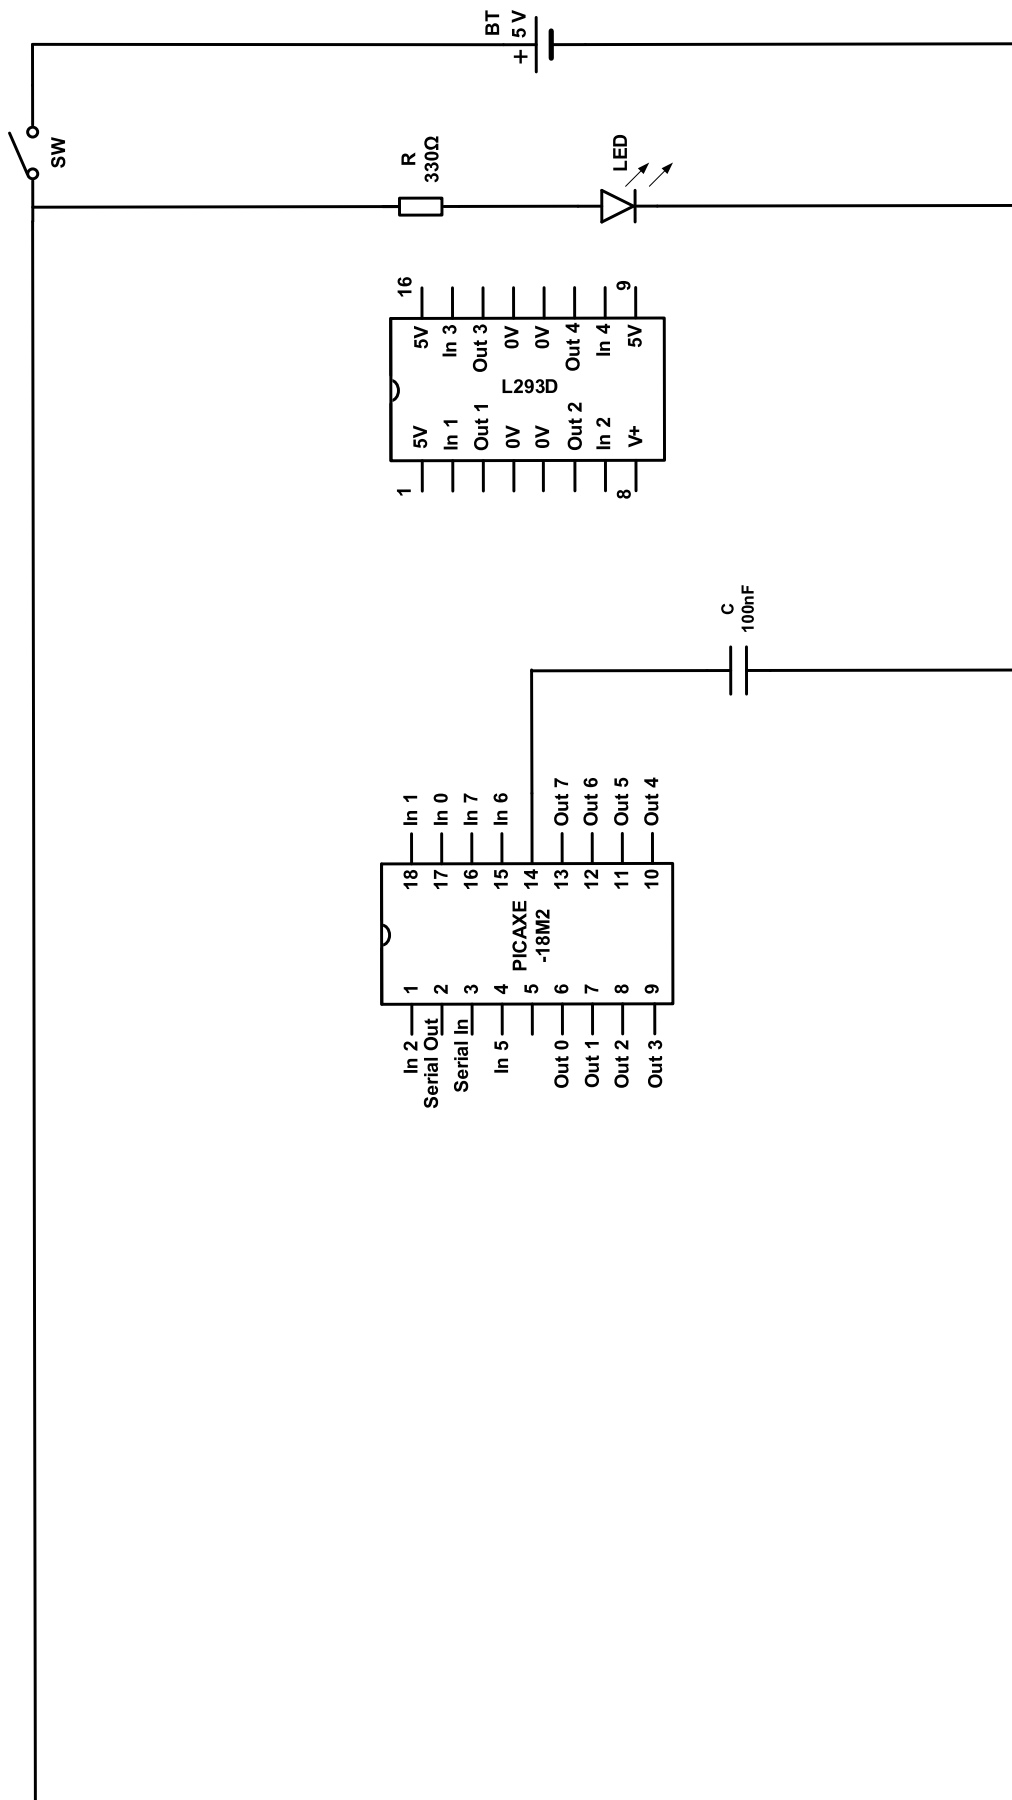 BT
5 V
+
SW
R
330Ω
LED
16
9
5V
In 3
Out 3
0V
0V
Out 4
In 4
5V
L293D
5V
In 1
Out 1
0V
0V
Out 2
In 2
V+
1
8
C
100nF
In 1
In 0
In 7
In 6
Out 7
Out 6
Out 5
Out 4
18
17
16
15
14
13
12
11
10
PICAXE
-18M2
1
2
3
4
5
6
7
8
9
In 2
Serial Out
Serial In
In 5
Out 0
Out 1
Out 2
Out 3